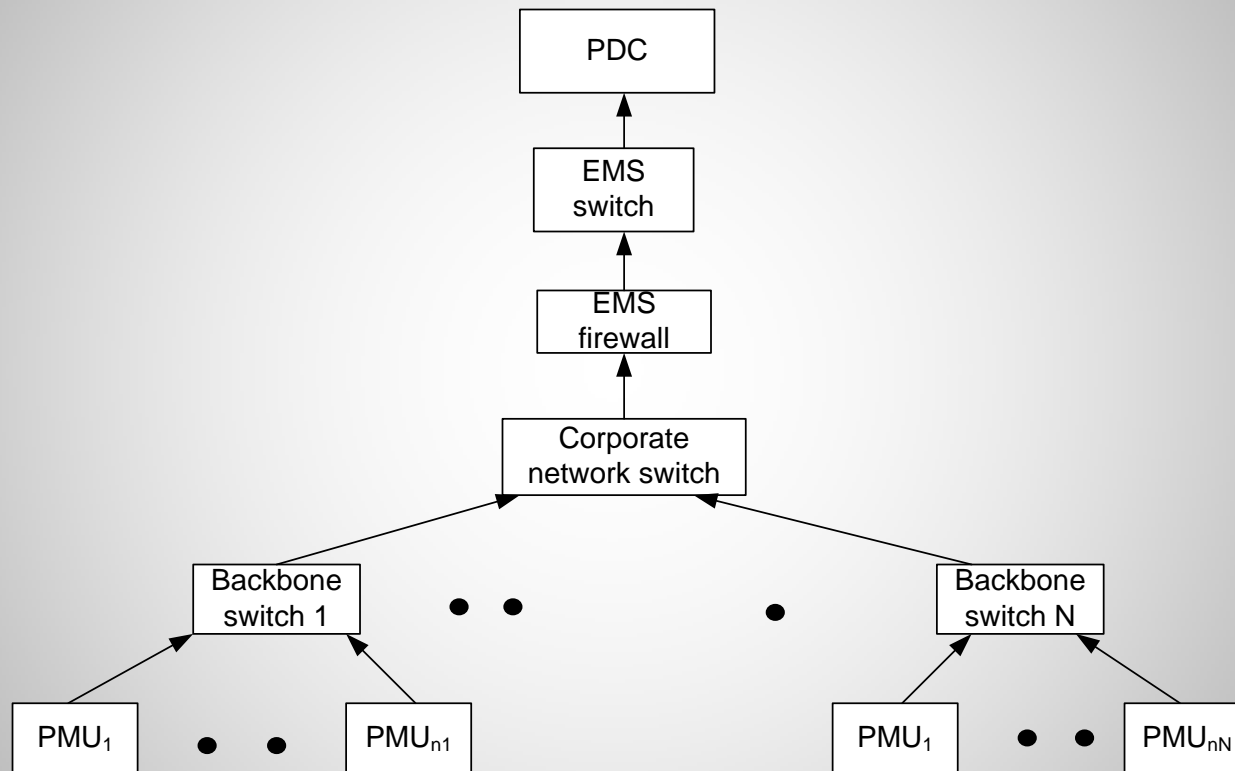 PDC
EMS
switch
EMS
firewall
Corporate
network switch
Backbone
switch 1
Backbone
switch N
PMU₁
PMUₙ₁
PMU₁
PMUₙN